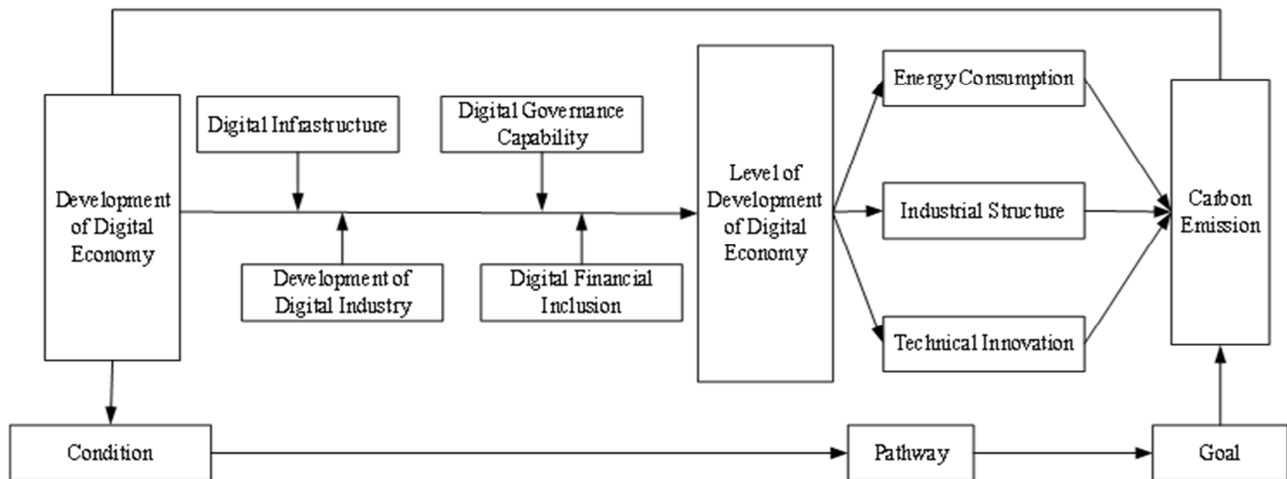 Development
of Digital
Economy
Digital Infrastructure
Digital Governance
Capability
Development of
Digital Industry
Digital Financial
Inclusion
Level of
Development
of Digital
Economy
Energy Consumption
Industrial Structure
Technical Innovation
Carbon
Emission
Condition
Pathway
Goal